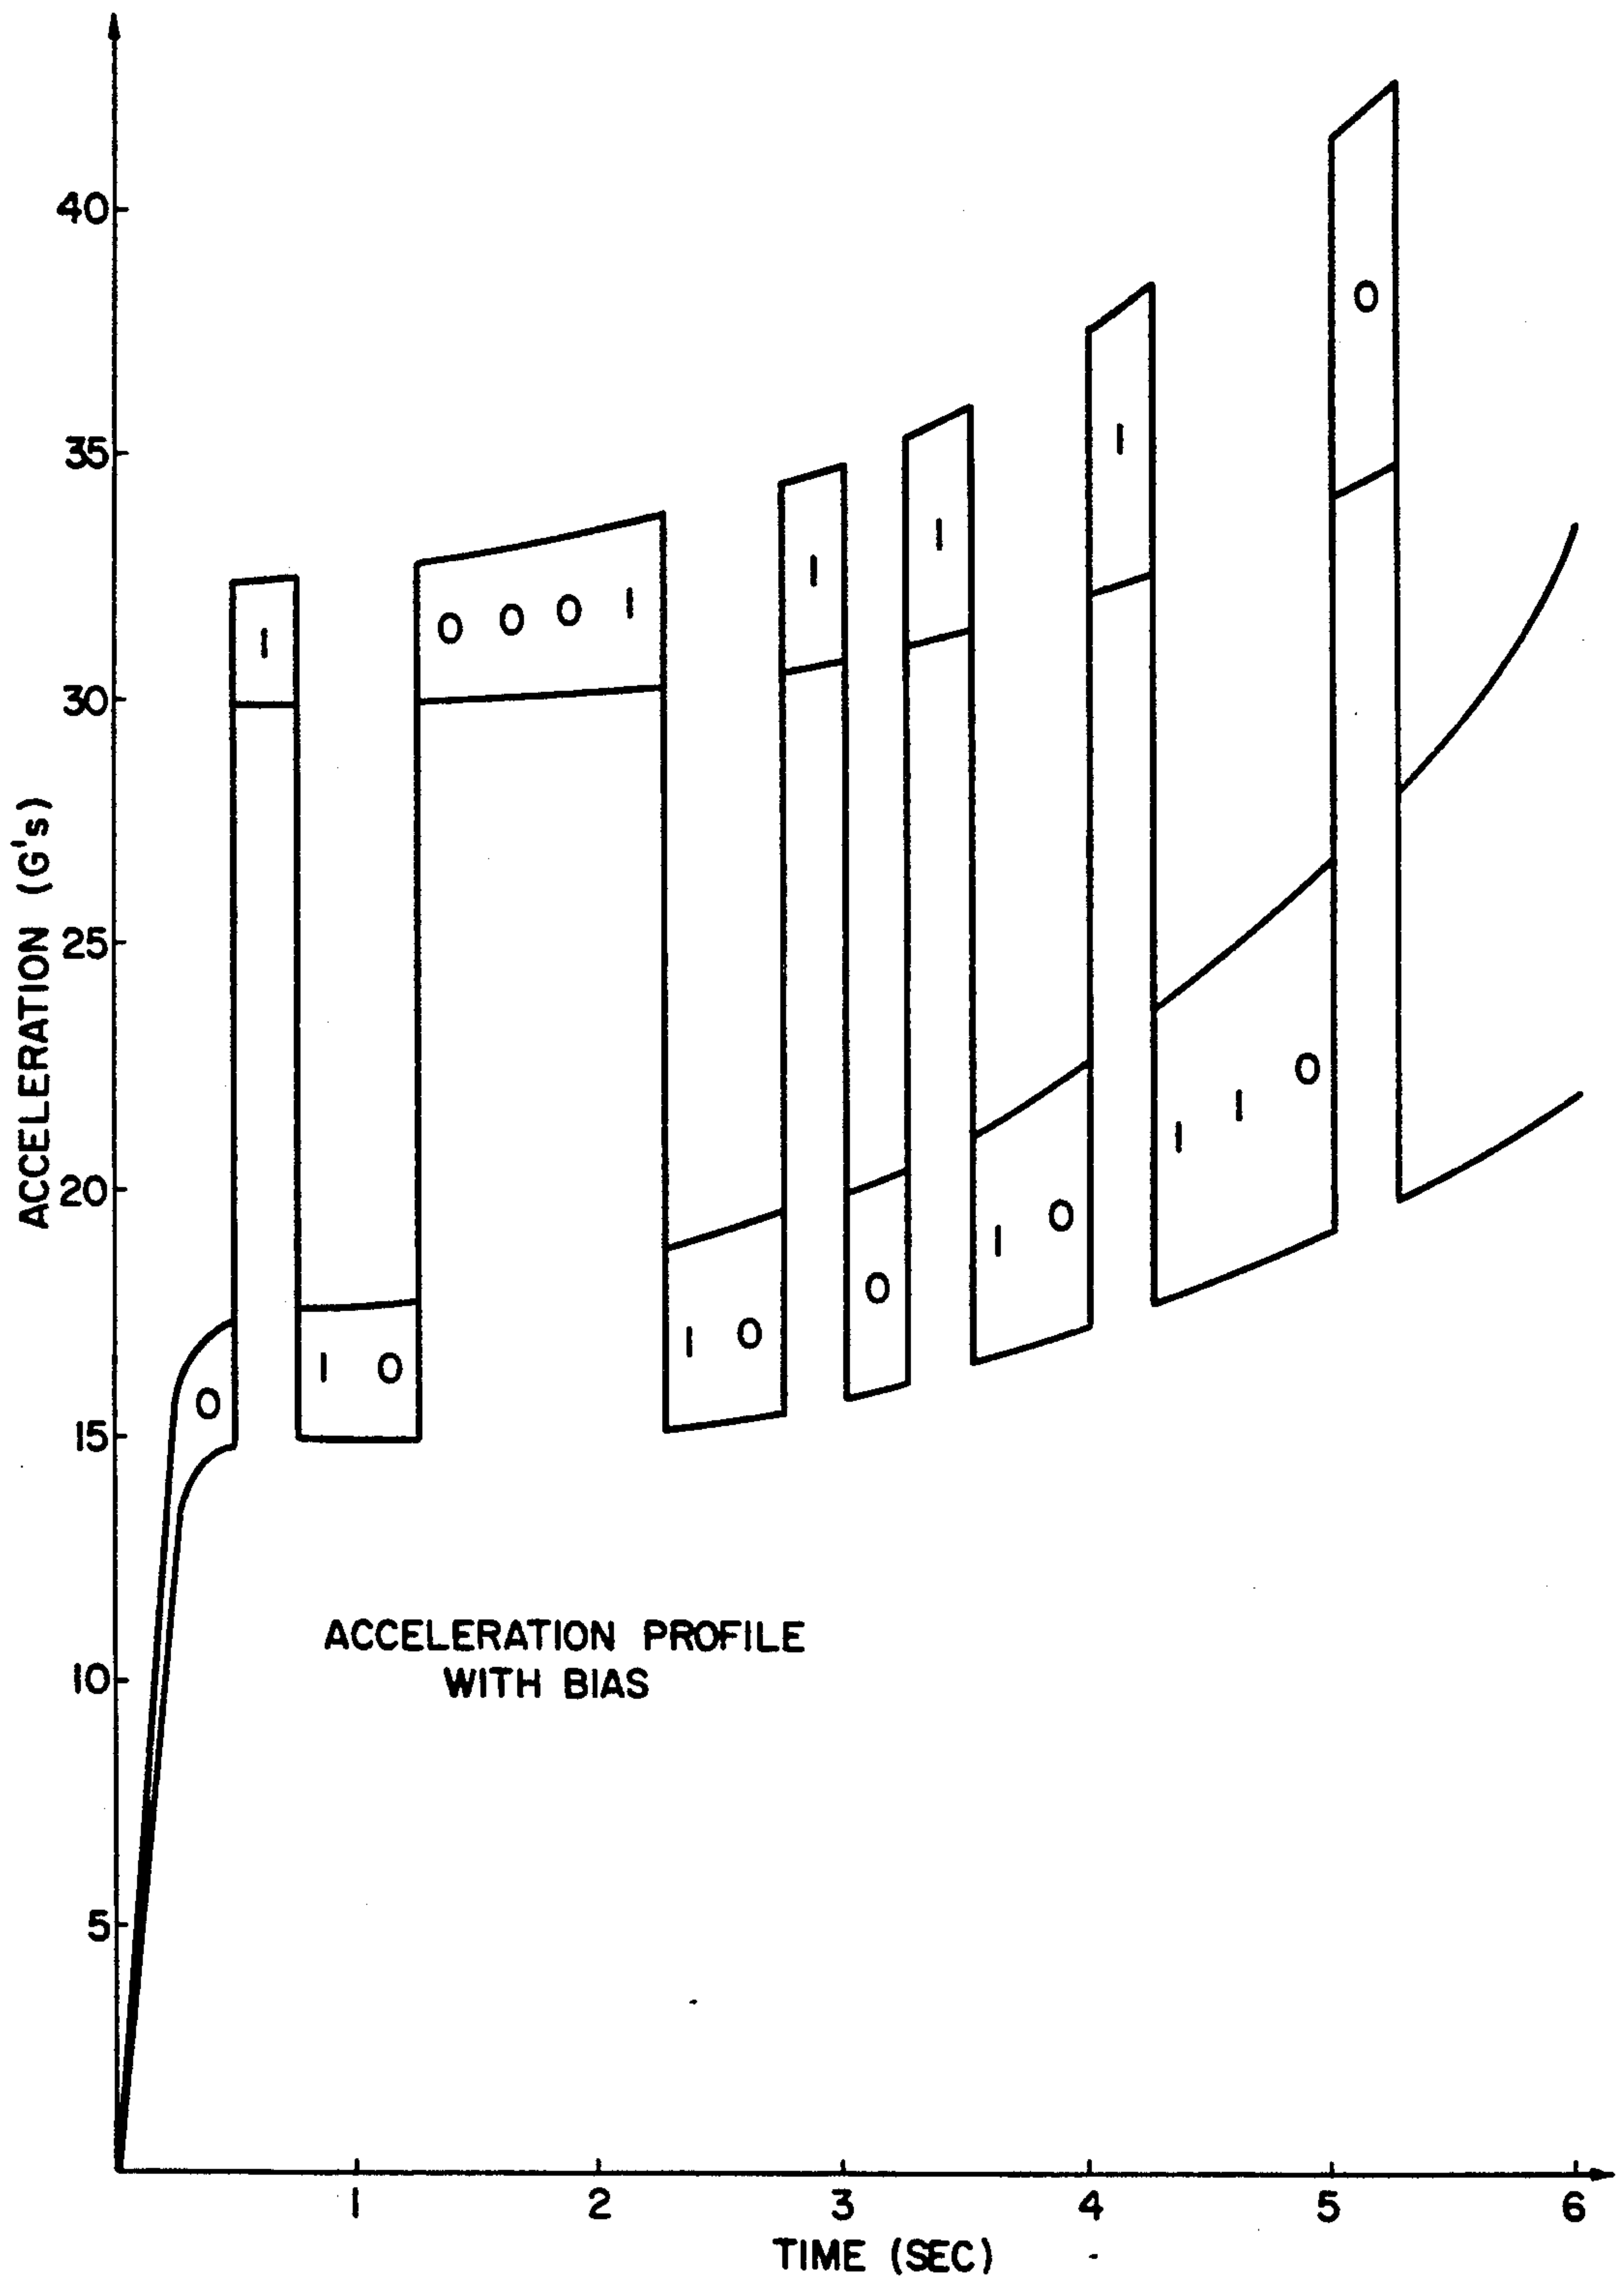 ACCELERATION (G's)
40
35
30
25
20
15
10
5
0
1
1 0
0 0 0 1
1 0
1
0
1
1 0
1
1 1 0
0
ACCELERATION PROFILE
WITH BIAS
1 2 3 4 5 6
TIME (SEC)